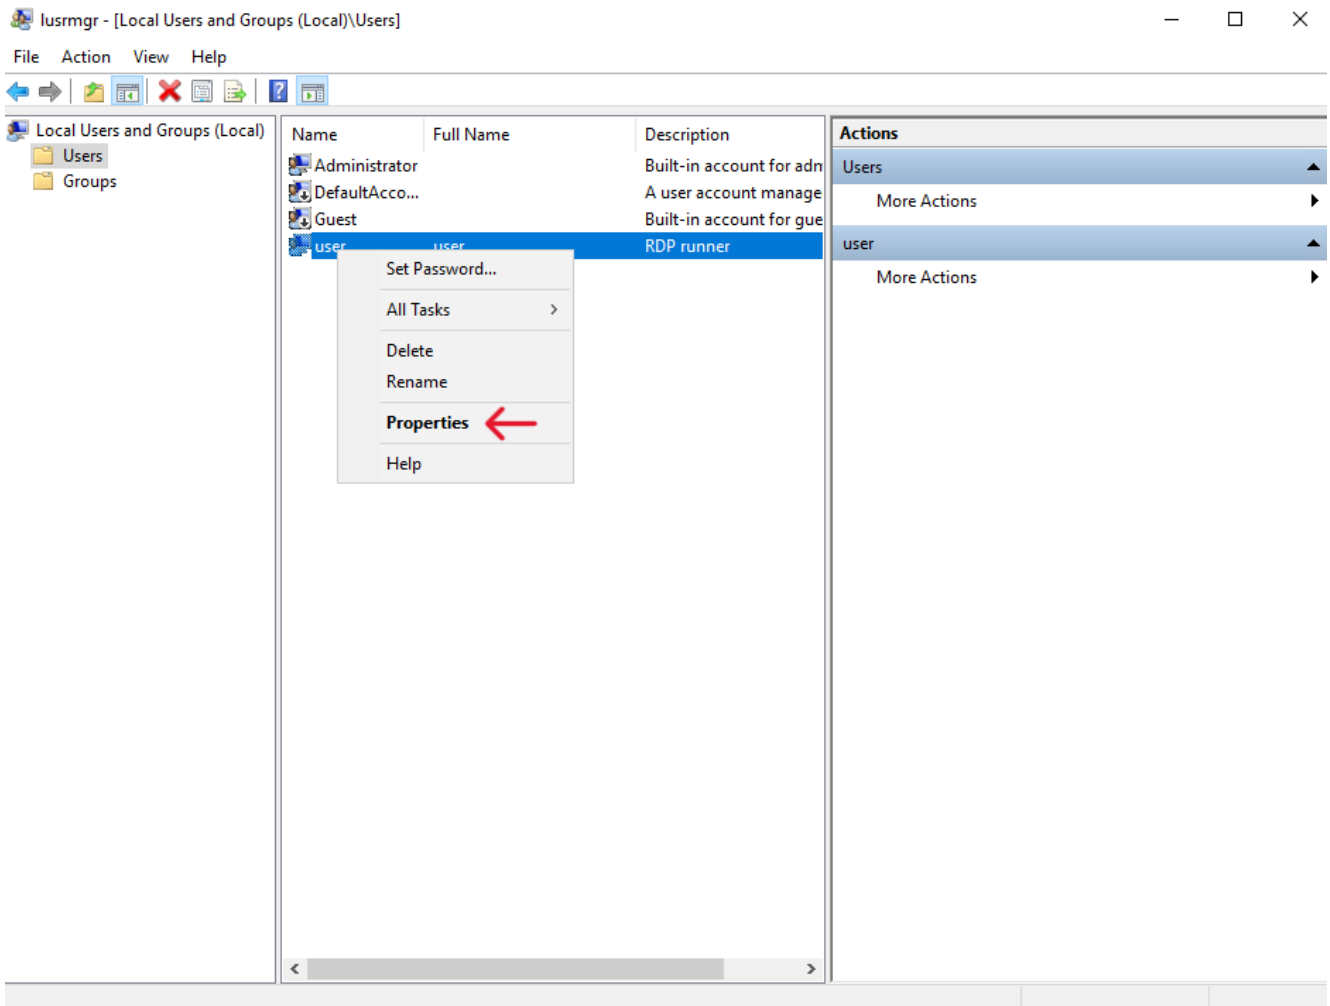 lusrmgr - [Local Users and Groups (Local)\Users]
File Action View Help
Local Users and Groups (Local)
Users
Groups
Name Full Name Description
Administrator Built-in account for adm
DefaultAcco... A user account manage
Guest Built-in account for gue
user user RDP runner
Set Password...
All Tasks
Delete
Rename
Properties
Help
Actions
Users
More Actions
user
More Actions